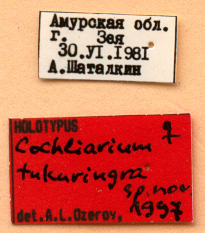 Амурская обл.
г. Зея
30.VI.1981
А.Шаталкин
HOLOTYPUS ♀
Cochliarium
tukuringra
sp. nov
det.A.L.Ozerov, 1997